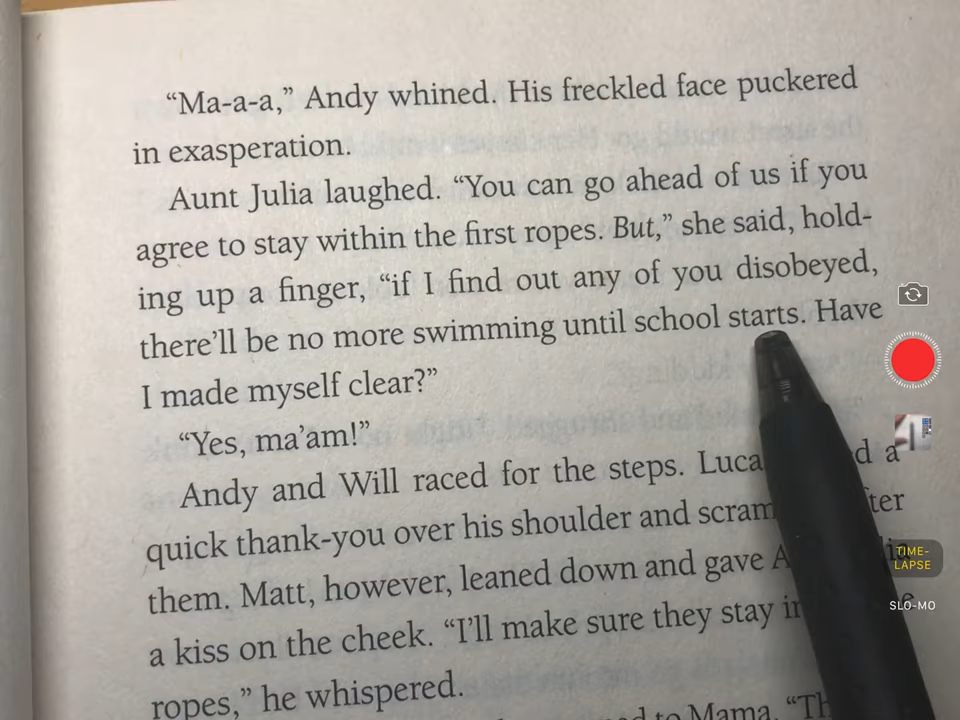 “Ma-a-a,” Andy whined. His freckled face puckered
in exasperation.
Aunt Julia laughed. “You can go ahead of us if you
agree to stay within the first ropes. But,” she said, hold-
ing up a finger, “if I find out any of you disobeyed,
there’ll be no more swimming until school starts. Have
I made myself clear?”
“Yes, ma’am!”
Andy and Will raced for the steps. a
quick thank-you over his shoulder and
them. Matt, however, leaned down and gave
a kiss on the cheek. “I’ll make sure they stay
ropes,” he whispered.
to Mama.
TIME-
LAPSE
SLO-MO